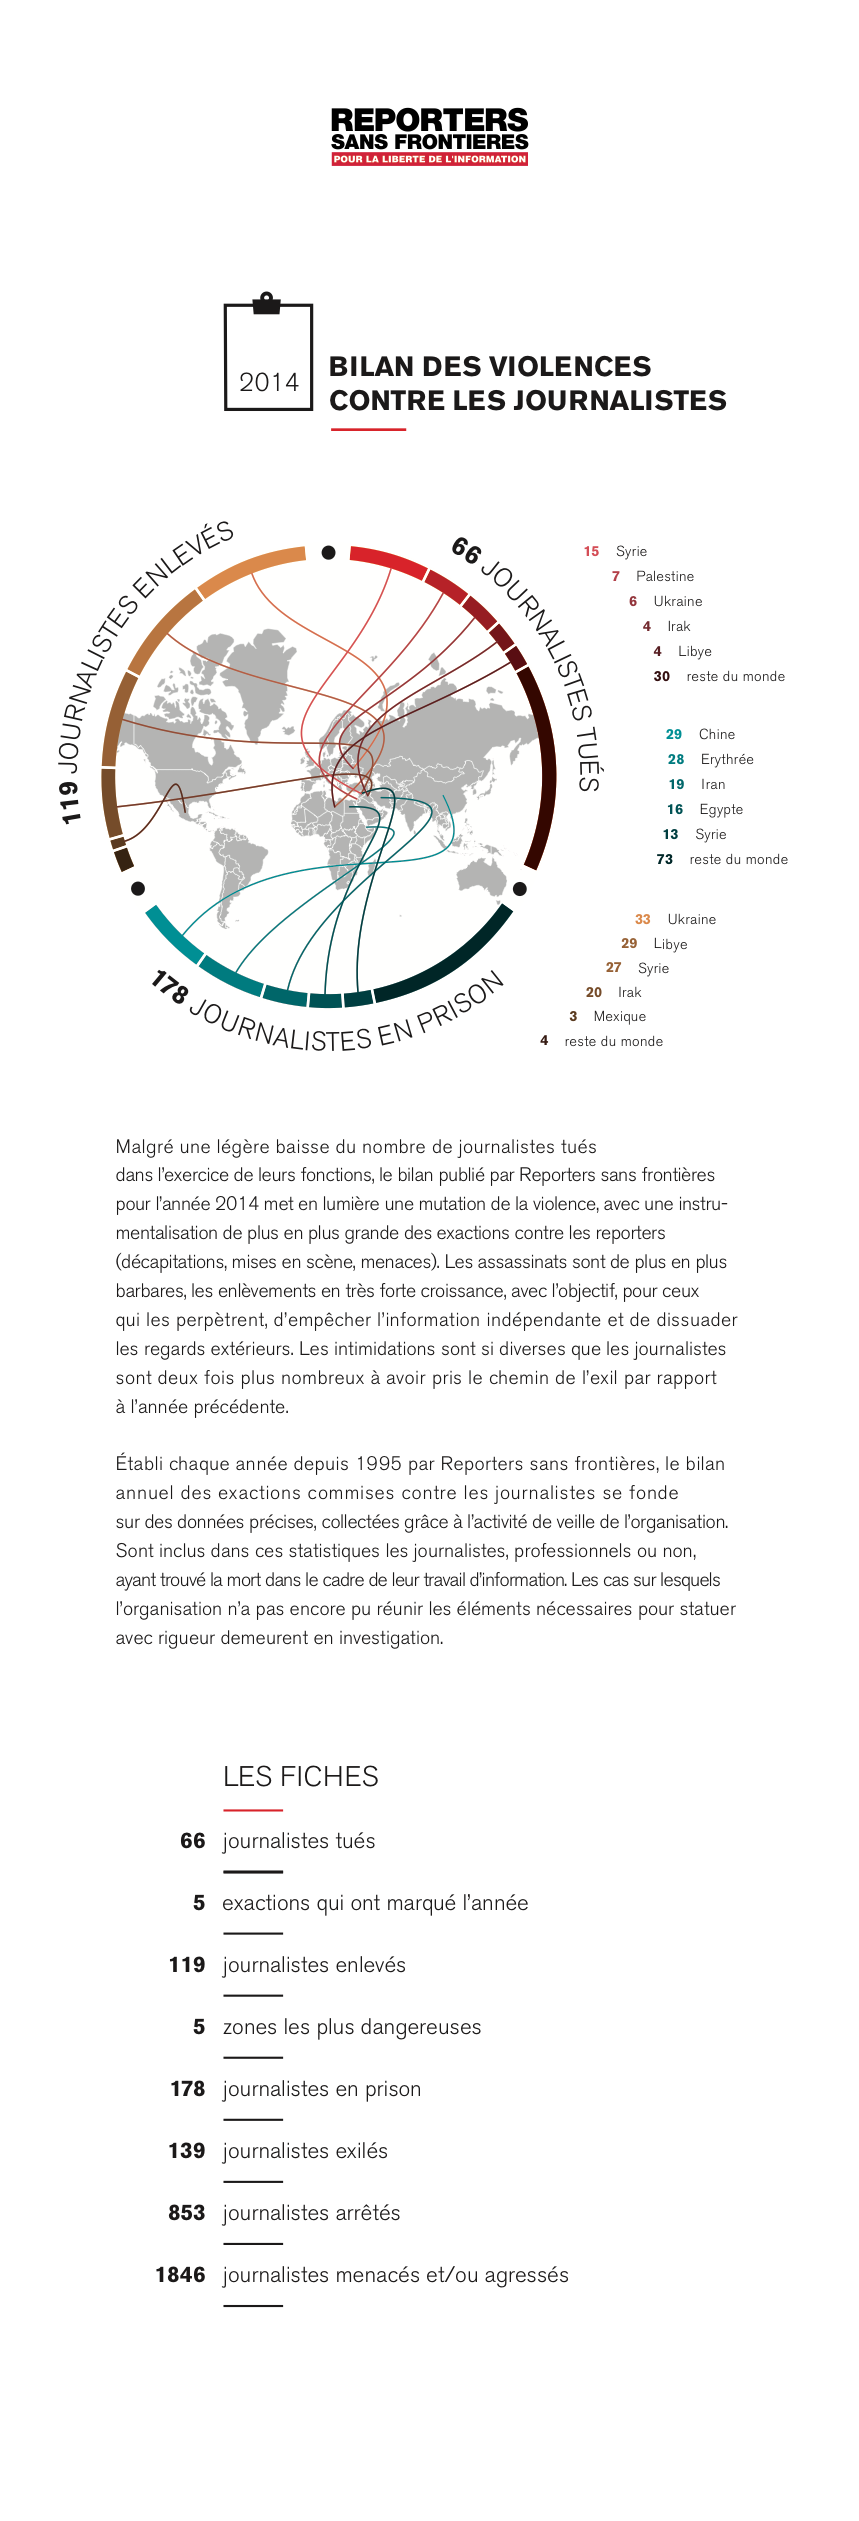 REPORTERS
SANS FRONTIERES
POUR LA LIBERTE DE L'INFORMATION
2014
BILAN DES VIOLENCES
CONTRE LES JOURNALISTES
119 JOURNALISTES ENLEVÉS
66 JOURNALISTES TUÉS
178 JOURNALISTES EN PRISON
15 Syrie
7 Palestine
6 Ukraine
4 Irak
4 Libye
30 reste du monde
29 Chine
28 Erythrée
19 Iran
16 Egypte
13 Syrie
73 reste du monde
33 Ukraine
29 Libye
27 Syrie
20 Irak
3 Mexique
4 reste du monde
Malgré une légère baisse du nombre de journalistes tués
dans l'exercice de leurs fonctions, le bilan publié par Reporters sans frontières
pour l'année 2014 met en lumière une mutation de la violence, avec une instru-
mentalisation de plus en plus grande des exactions contre les reporters
(décapitations, mises en scène, menaces). Les assassinats sont de plus en plus
barbares, les enlèvements en très forte croissance, avec l'objectif, pour ceux
qui les perpètrent, d'empêcher l'information indépendante et de dissuader
les regards extérieurs. Les intimidations sont si diverses que les journalistes
sont deux fois plus nombreux à avoir pris le chemin de l'exil par rapport
à l'année précédente.
Établi chaque année depuis 1995 par Reporters sans frontières, le bilan
annuel des exactions commises contre les journalistes se fonde
sur des données précises, collectées grâce à l'activité de veille de l'organisation.
Sont inclus dans ces statistiques les journalistes, professionnels ou non,
ayant trouvé la mort dans le cadre de leur travail d'information. Les cas sur lesquels
l'organisation n'a pas encore pu réunir les éléments nécessaires pour statuer
avec rigueur demeurent en investigation.
LES FICHES
66 journalistes tués
5 exactions qui ont marqué l'année
119 journalistes enlevés
5 zones les plus dangereuses
178 journalistes en prison
139 journalistes exilés
853 journalistes arrêtés
1846 journalistes menacés et/ou agressés